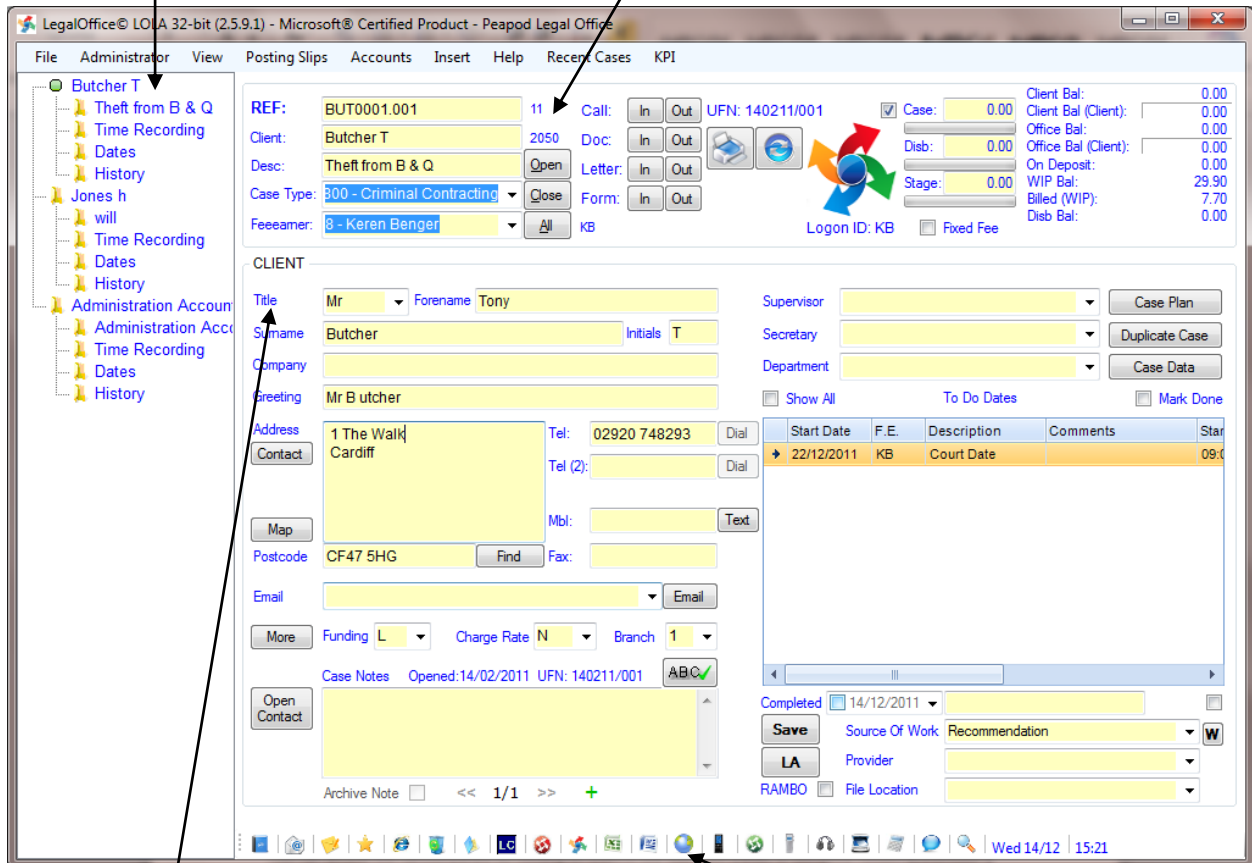 LegalOffice© LOLA 32-bit (2.5.9.1) - Microsoft® Certified Product - Peapod Legal Office
File Administrator View Posting Slips Accounts Insert Help Recent Cases KPI
Butcher T
Theft from B & Q
Time Recording
Dates
History
Jones h
will
Time Recording
Dates
History
Administration Accoun
Administration Acco
Time Recording
Dates
History
REF: BUT0001.001 11
Client: Butcher T 2050
Desc: Theft from B & Q Open
Case Type: 300 - Criminal Contracting Close
Feeearner: 8 - Keren Benger All KB
Call: In Out UFN: 140211/001
Doc: In Out
Letter: In Out
Form: In Out
Logon ID: KB
Case: 0.00
Disb: 0.00
Stage: 0.00
Fixed Fee
Client Bal: 0.00
Client Bal (Client): 0.00
Office Bal: 0.00
Office Bal (Client): 0.00
On Deposit: 0.00
WIP Bal: 29.90
Billed (WIP): 7.70
Disb Bal: 0.00
CLIENT
Title Mr Forename Tony
Surname Butcher Initials T
Company
Greeting Mr B utcher
Address 1 The Walk
Cardiff
Contact
Map
Tel: 02920 748293 Dial
Tel (2): Dial
Mbl: Text
Postcode CF47 5HG Find Fax:
Email Email
More Funding L Charge Rate N Branch 1
Case Notes Opened:14/02/2011 UFN: 140211/001 ABC
Open Contact
Archive Note << 1/1 >> +
Supervisor Case Plan
Secretary Duplicate Case
Department Case Data
Show All To Do Dates Mark Done
Start Date F.E. Description Comments Star
22/12/2011 KB Court Date 09:0
Completed 14/12/2011
Save Source Of Work Recommendation W
LA Provider
RAMBO File Location
LC Wed 14/12 15:21